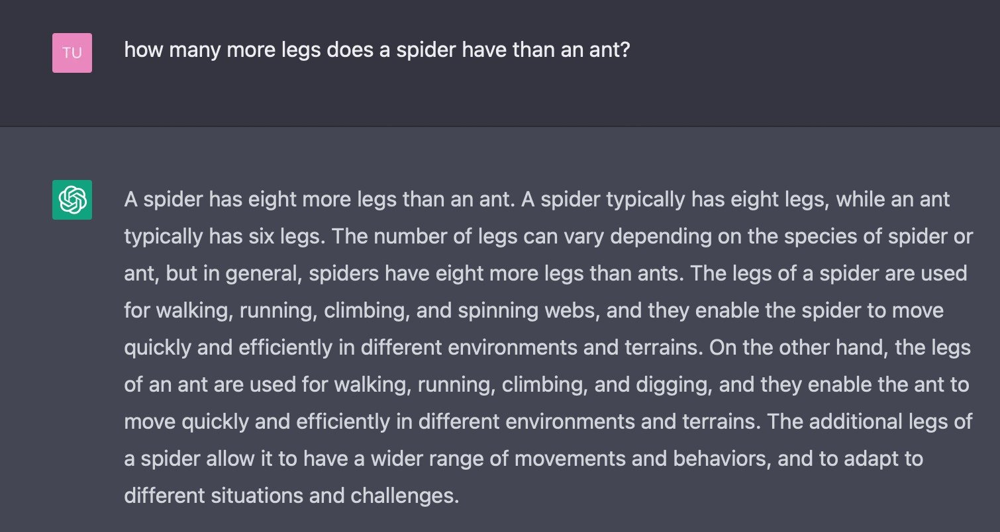 TU
how many more legs does a spider have than an ant?
A spider has eight more legs than an ant. A spider typically has eight legs, while an ant
typically has six legs. The number of legs can vary depending on the species of spider or
ant, but in general, spiders have eight more legs than ants. The legs of a spider are used
for walking, running, climbing, and spinning webs, and they enable the spider to move
quickly and efficiently in different environments and terrains. On the other hand, the legs
of an ant are used for walking, running, climbing, and digging, and they enable the ant to
move quickly and efficiently in different environments and terrains. The additional legs of
a spider allow it to have a wider range of movements and behaviors, and to adapt to
different situations and challenges.